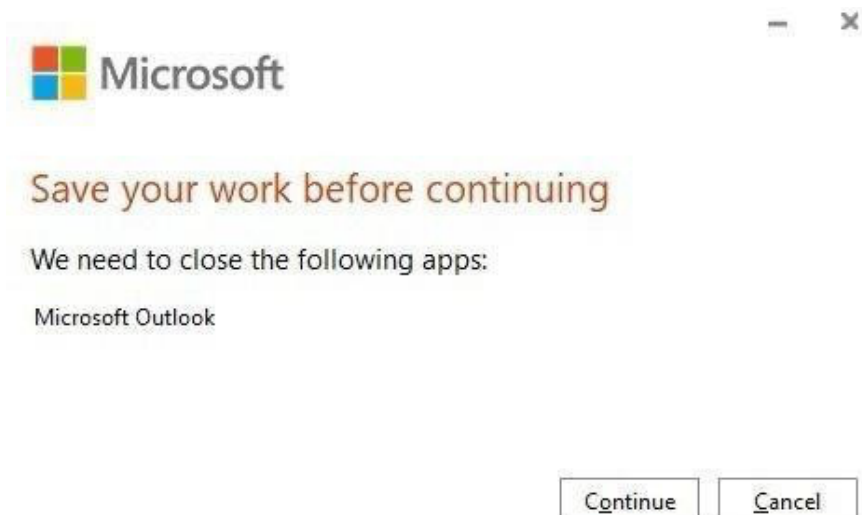 Microsoft
Save your work before continuing
We need to close the following apps:
Microsoft Outlook
Continue
Cancel